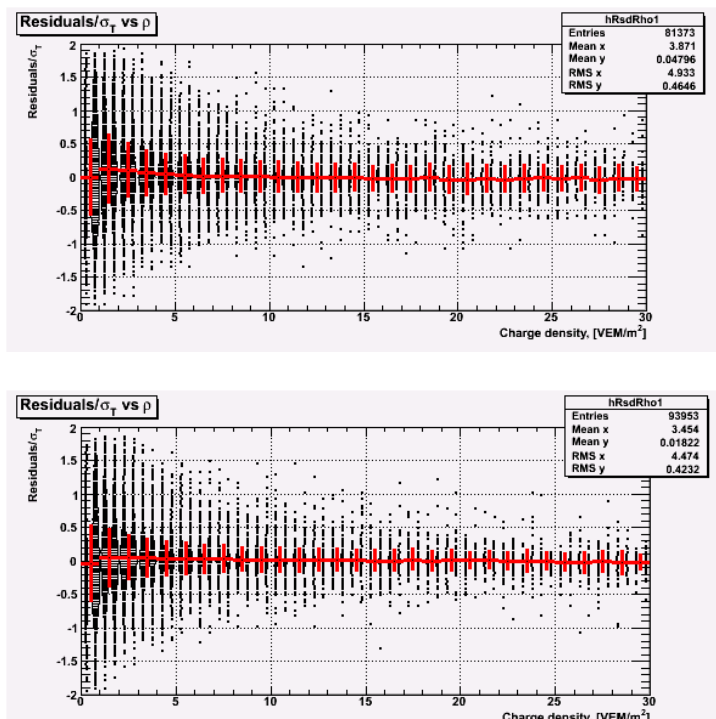 Residuals/σT vs ρ
hRsdRho1
Entries 81373
Mean x 3.871
Mean y 0.04796
RMS x 4.933
RMS y 0.4646
Residuals/σT
2
1.5
1
0.5
0
-0.5
-1
-1.5
-2
0 5 10 15 20 25 30
Charge density, [VEM/m²]
Residuals/σT vs ρ
hRsdRho1
Entries 93953
Mean x 3.454
Mean y 0.01822
RMS x 4.474
RMS y 0.4232
Residuals/σT
2
1.5
1
0.5
0
-0.5
-1
-1.5
-2
0 5 10 15 20 25 30
Charge density, [VEM/m²]